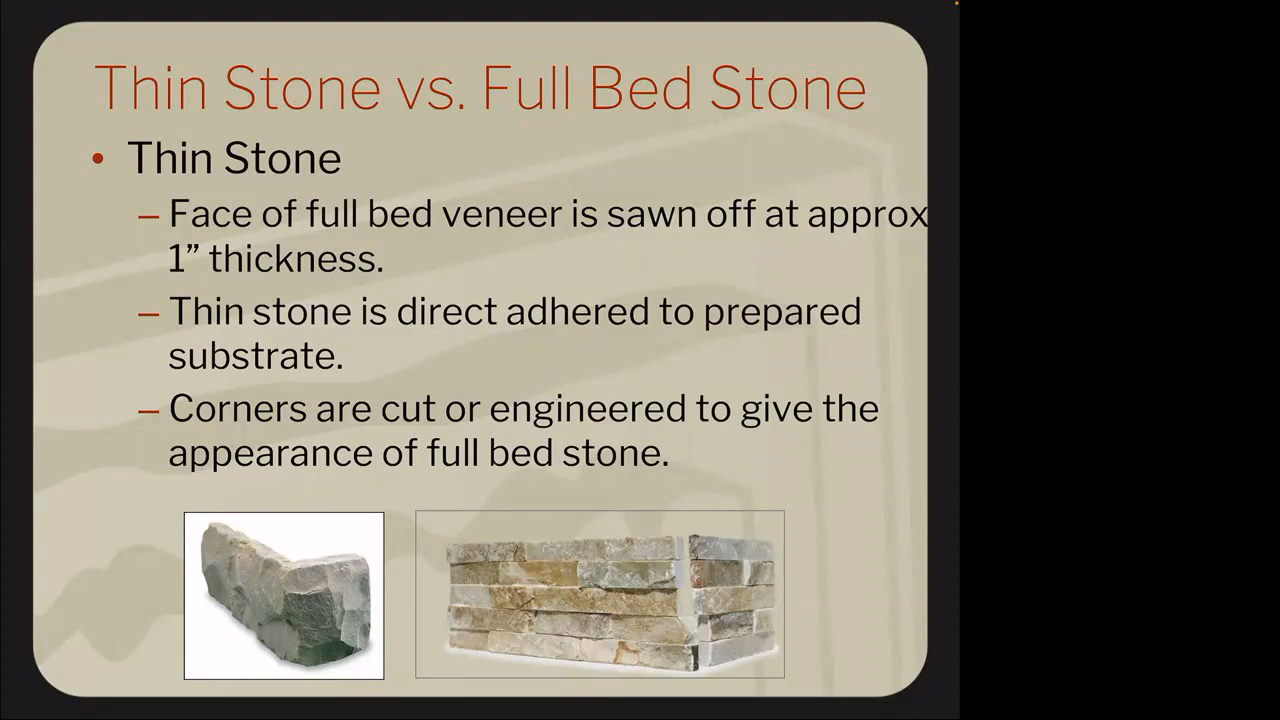 Thin Stone vs. Full Bed Stone
• Thin Stone
– Face of full bed veneer is sawn off at approx
1” thickness.
– Thin stone is direct adhered to prepared
substrate.
– Corners are cut or engineered to give the
appearance of full bed stone.